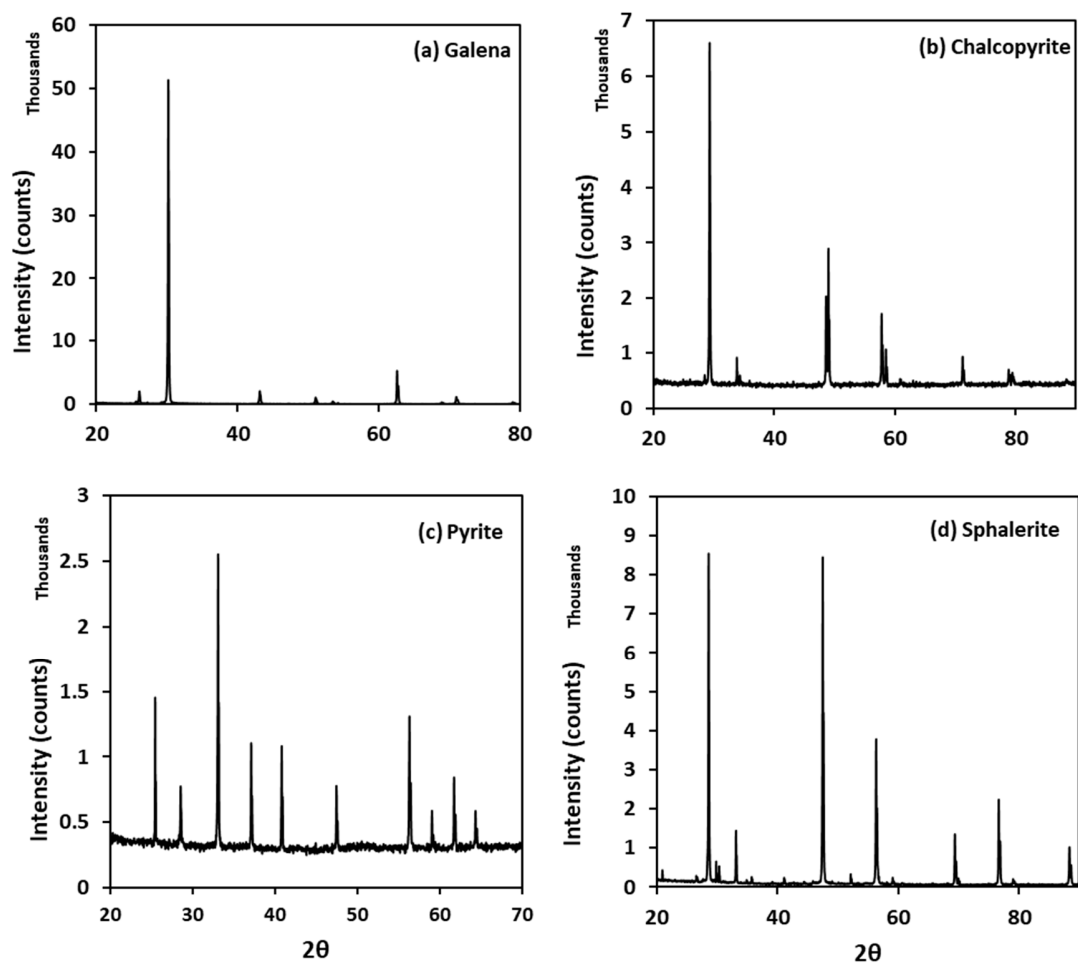 (a) Galena
Thousands
Intensity (counts)
60
50
40
30
20
10
0
20 40 60 80
(b) Chalcopyrite
Thousands
Intensity (counts)
7
6
5
4
3
2
1
0
20 40 60 80
(c) Pyrite
Thousands
Intensity (counts)
3
2.5
2
1.5
1
0.5
0
20 30 40 50 60 70
2θ
(d) Sphalerite
Thousands
Intensity (counts)
10
9
8
7
6
5
4
3
2
1
0
20 40 60 80
2θ